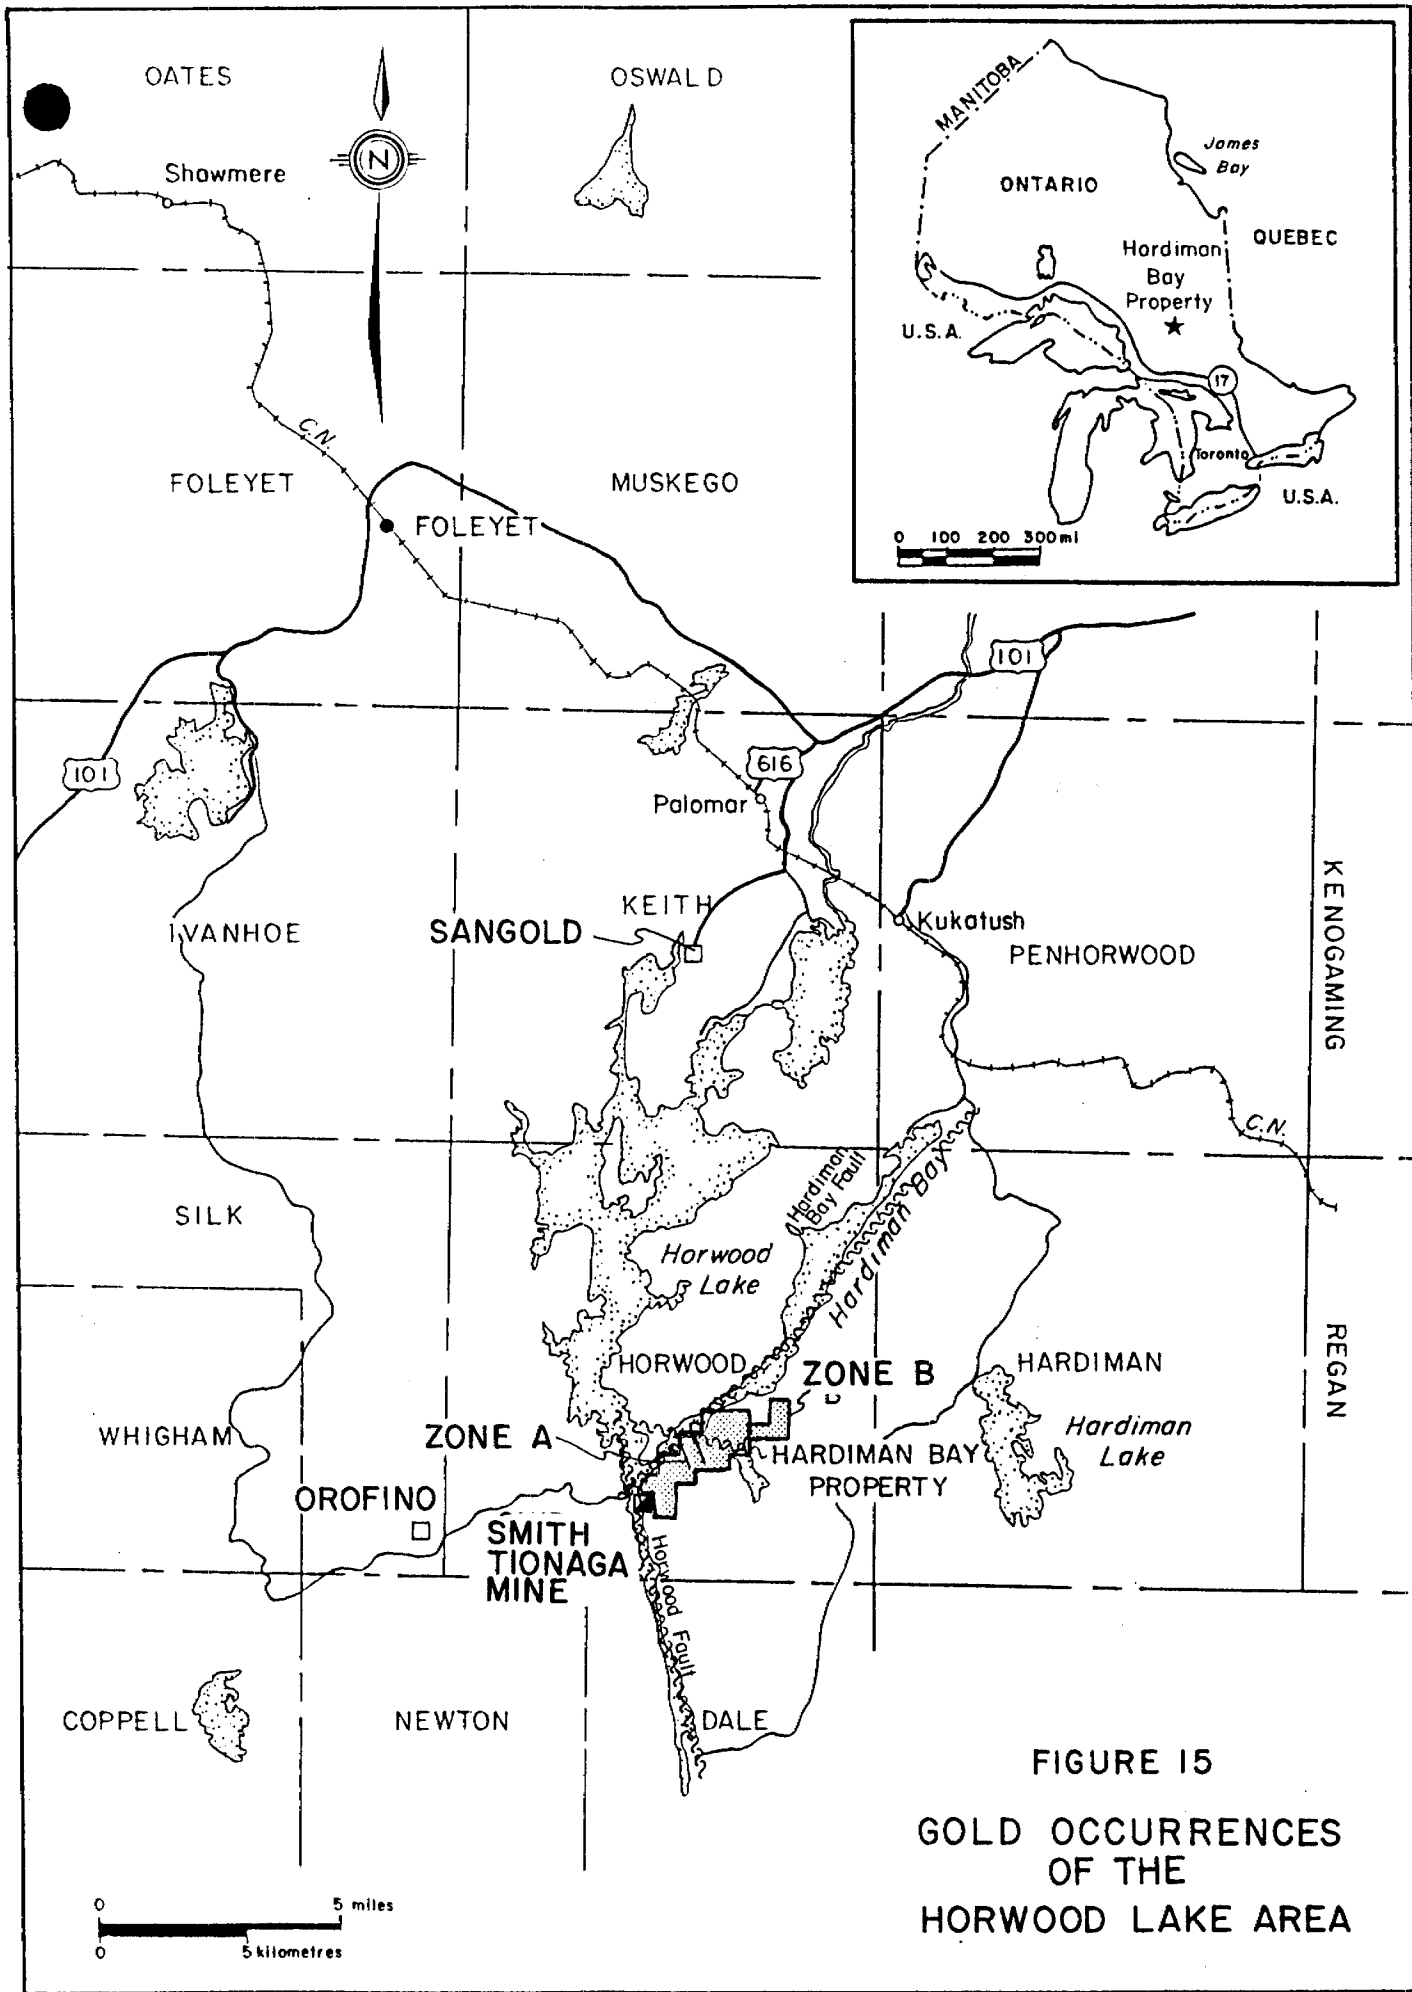 OATES
OSWALD
Shawmere
N
C.N.
FOLEYET
MUSKEGO
FOLEYET
MANITOBA
James
Bay
ONTARIO
QUEBEC
Hardiman
Bay
Property
U.S.A.
17
Toronto
U.S.A.
0 100 200 300 mi
101
101
616
Palomar
KEITH
IVANHOE
SANGOLD
Kukatush
PENHORWOOD
KENOGAMING
C.N.
Hardiman
Bay Fault
Hardiman Bay
SILK
Horwood
Lake
HORWOOD
ZONE B
HARDIMAN
REGAN
WHIGHAM
ZONE A
Hardiman
Lake
HARDIMAN BAY
PROPERTY
OROFINO
SMITH
TIONAGA
MINE
Horwood Fault
COPPELL
NEWTON
DALE
FIGURE 15
GOLD OCCURRENCES
OF THE
HORWOOD LAKE AREA
0 5 miles
0 5 kilometres